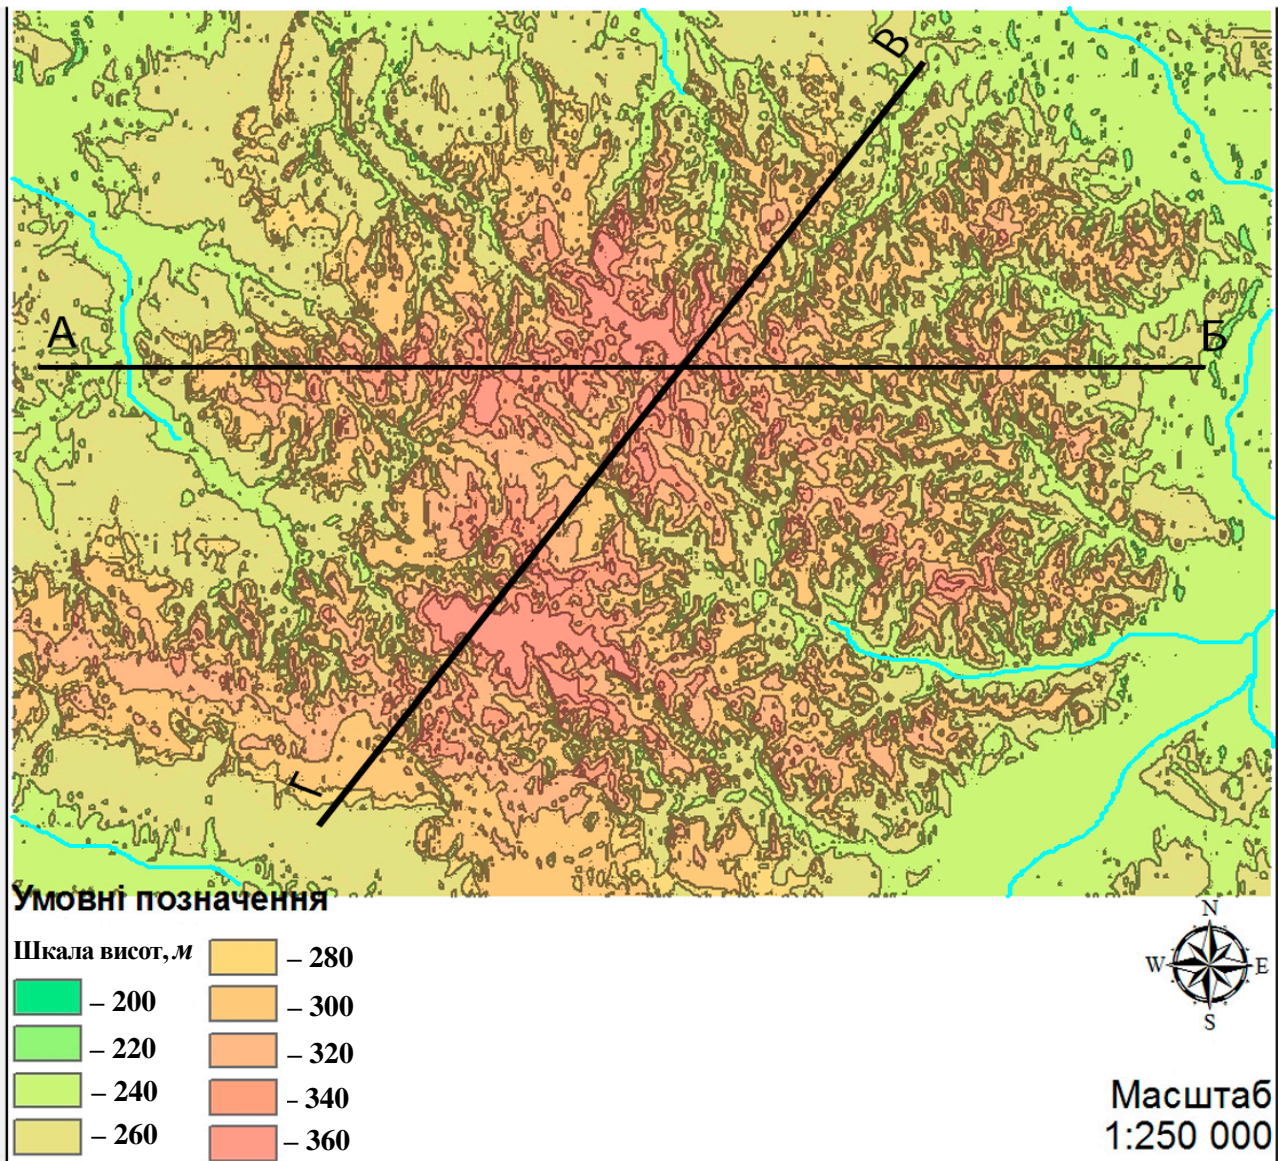 В
А
Б
Г
Умовні позначення
Шкала висот, м
– 200
– 220
– 240
– 260
– 280
– 300
– 320
- 340
– 360
N
W E
S
Масштаб
1:250 000